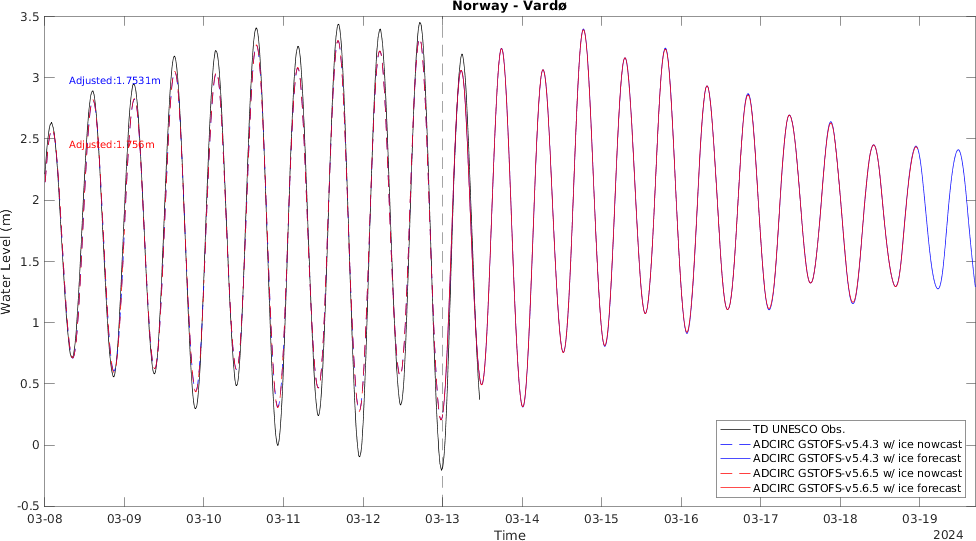 Norway - Vardø
3.5
3
2.5
2
1.5
1
0.5
0
-0.5
Water Level (m)
Adjusted:1.7531m
Adjusted:1.756m
TD UNESCO Obs.
ADCIRC GSTOFS-v5.4.3 w/ ice nowcast
ADCIRC GSTOFS-v5.4.3 w/ ice forecast
ADCIRC GSTOFS-v5.6.5 w/ ice nowcast
ADCIRC GSTOFS-v5.6.5 w/ ice forecast
03-08 03-09 03-10 03-11 03-12 03-13 03-14 03-15 03-16 03-17 03-18 03-19
Time
2024